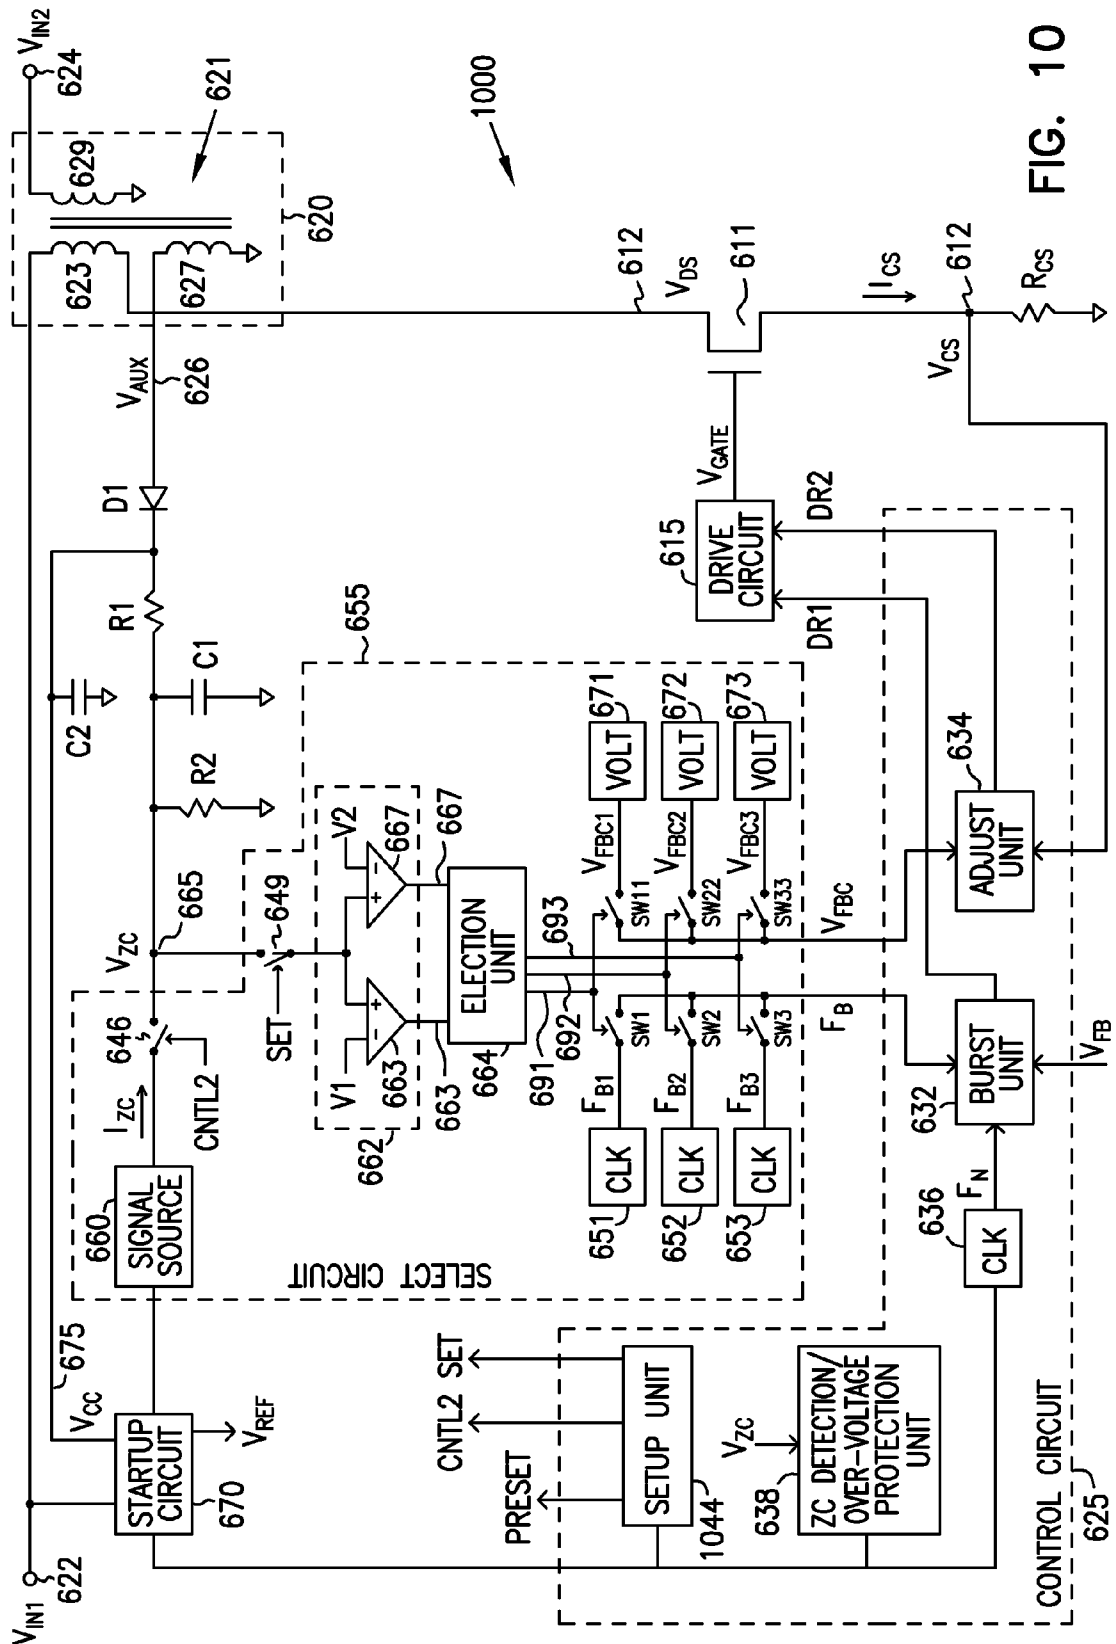 V_IN1
622
V_CC
675
STARTUP
CIRCUIT
670
V_REF
660
SIGNAL
SOURCE
I_ZC
646
CNTL2
V_ZC
665
SET
649
C2
R2
C1
R1
D1
V_AUX
626
623
627
629
620
621
V_IN2
624
1000
SELECT CIRCUIT
655
V1
V2
663
667
662
663
667
ELECTION
UNIT
664
691
692
693
CLK
651
CLK
652
CLK
653
F_B1
F_B2
F_B3
SW1
SW2
SW3
SW11
SW22
SW33
V_FBC1
V_FBC2
V_FBC3
VOLT
671
VOLT
672
VOLT
673
F_B
V_FBC
615
DRIVE
CIRCUIT
V_GATE
DR1
DR2
612
V_DS
611
I_CS
612
V_CS
R_CS
PRESET
CNTL2
SET
SETUP UNIT
1044
V_ZC
638
ZC DETECTION/
OVER-VOLTAGE
PROTECTION
UNIT
636
CLK
F_N
632
BURST
UNIT
V_FB
634
ADJUST
UNIT
CONTROL CIRCUIT
625
FIG. 10